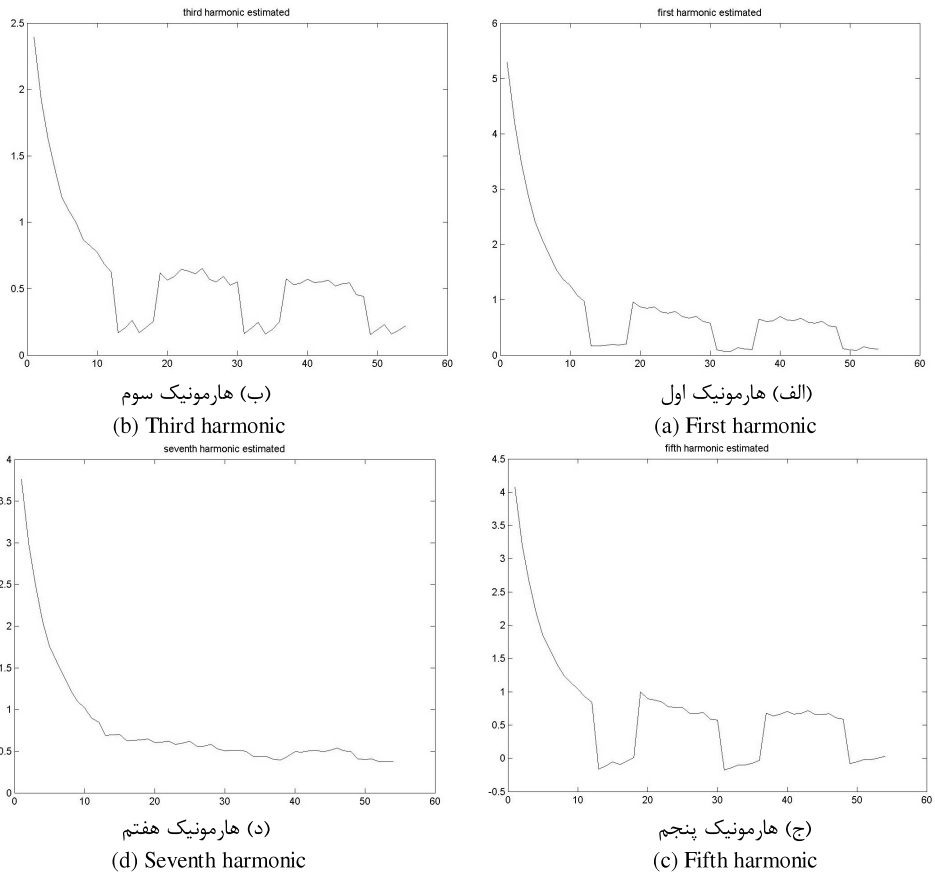 third harmonic estimated
2.5
2
1.5
1
0.5
0
0 10 20 30 40 50 60
(ب) هارمونیک سوم
(b) Third harmonic
first harmonic estimated
6
5
4
3
2
1
0
0 10 20 30 40 50 60
(الف) هارمونیک اول
(a) First harmonic
seventh harmonic estimated
4
3.5
3
2.5
2
1.5
1
0.5
0
0 10 20 30 40 50 60
(د) هارمونیک هفتم
(d) Seventh harmonic
fifth harmonic estimated
4.5
4
3.5
3
2.5
2
1.5
1
0.5
0
-0.5
0 10 20 30 40 50 60
(ج) هارمونیک پنجم
(c) Fifth harmonic